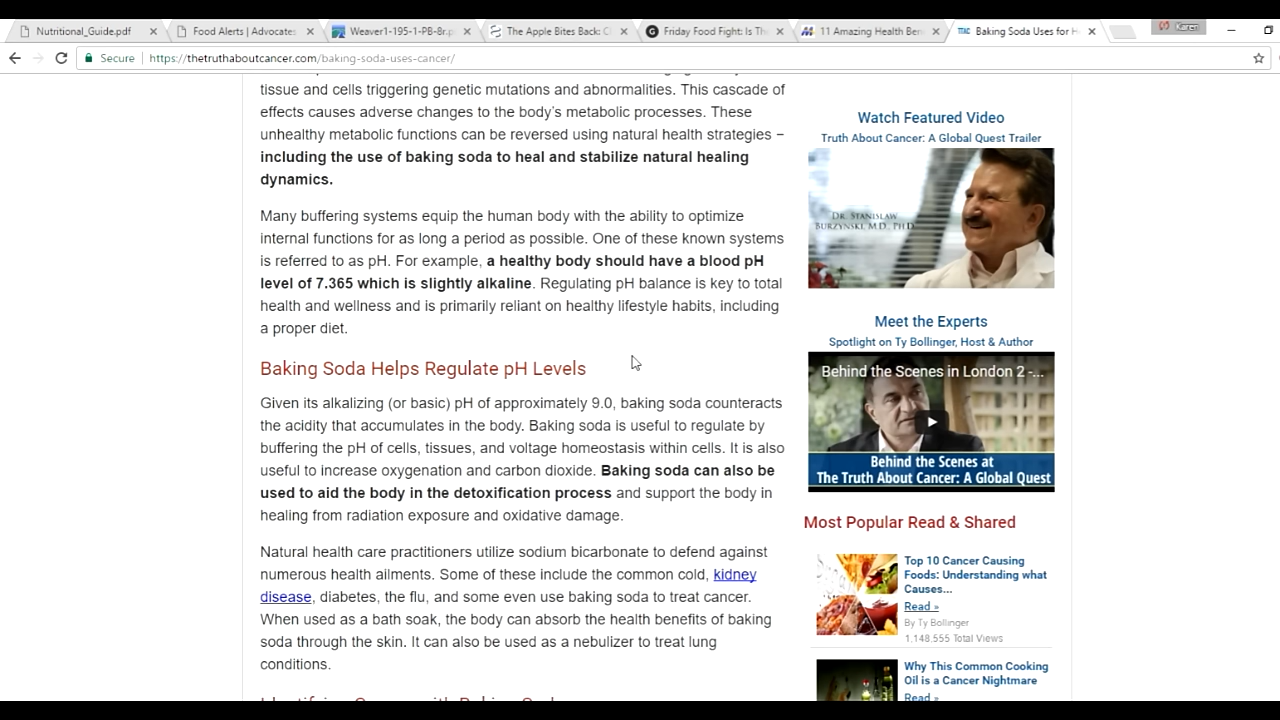 Nutritional_Guide.pdf
Food Alerts | Advocates
Weaver1-195-1-PB-Br.p
The Apple Bites Back: C
Friday Food Fight: Is Th
11 Amazing Health Ben
TTAC
Baking Soda Uses for H
Karen
Secure
https://thetruthaboutcancer.com/baking-soda-uses-cancer/
tissue and cells triggering genetic mutations and abnormalities. This cascade of
effects causes adverse changes to the body's metabolic processes. These
unhealthy metabolic functions can be reversed using natural health strategies –
including the use of baking soda to heal and stabilize natural healing
dynamics.
Many buffering systems equip the human body with the ability to optimize
internal functions for as long a period as possible. One of these known systems
is referred to as pH. For example, a healthy body should have a blood pH
level of 7.365 which is slightly alkaline. Regulating pH balance is key to total
health and wellness and is primarily reliant on healthy lifestyle habits, including
a proper diet.
Baking Soda Helps Regulate pH Levels
Given its alkalizing (or basic) pH of approximately 9.0, baking soda counteracts
the acidity that accumulates in the body. Baking soda is useful to regulate by
buffering the pH of cells, tissues, and voltage homeostasis within cells. It is also
useful to increase oxygenation and carbon dioxide. Baking soda can also be
used to aid the body in the detoxification process and support the body in
healing from radiation exposure and oxidative damage.
Natural health care practitioners utilize sodium bicarbonate to defend against
numerous health ailments. Some of these include the common cold, kidney
disease, diabetes, the flu, and some even use baking soda to treat cancer.
When used as a bath soak, the body can absorb the health benefits of baking
soda through the skin. It can also be used as a nebulizer to treat lung
conditions.
Watch Featured Video
Truth About Cancer: A Global Quest Trailer
DR. STANISLAW
BURZYNSKI, M.D, PH.D
Meet the Experts
Spotlight on Ty Bollinger, Host & Author
Behind the Scenes in London 2 -...
Behind the Scenes at
The Truth About Cancer: A Global Quest
Most Popular Read & Shared
Top 10 Cancer Causing
Foods: Understanding what
Causes...
Read »
By Ty Bollinger
1,148,555 Total Views
Why This Common Cooking
Oil is a Cancer Nightmare
Read »